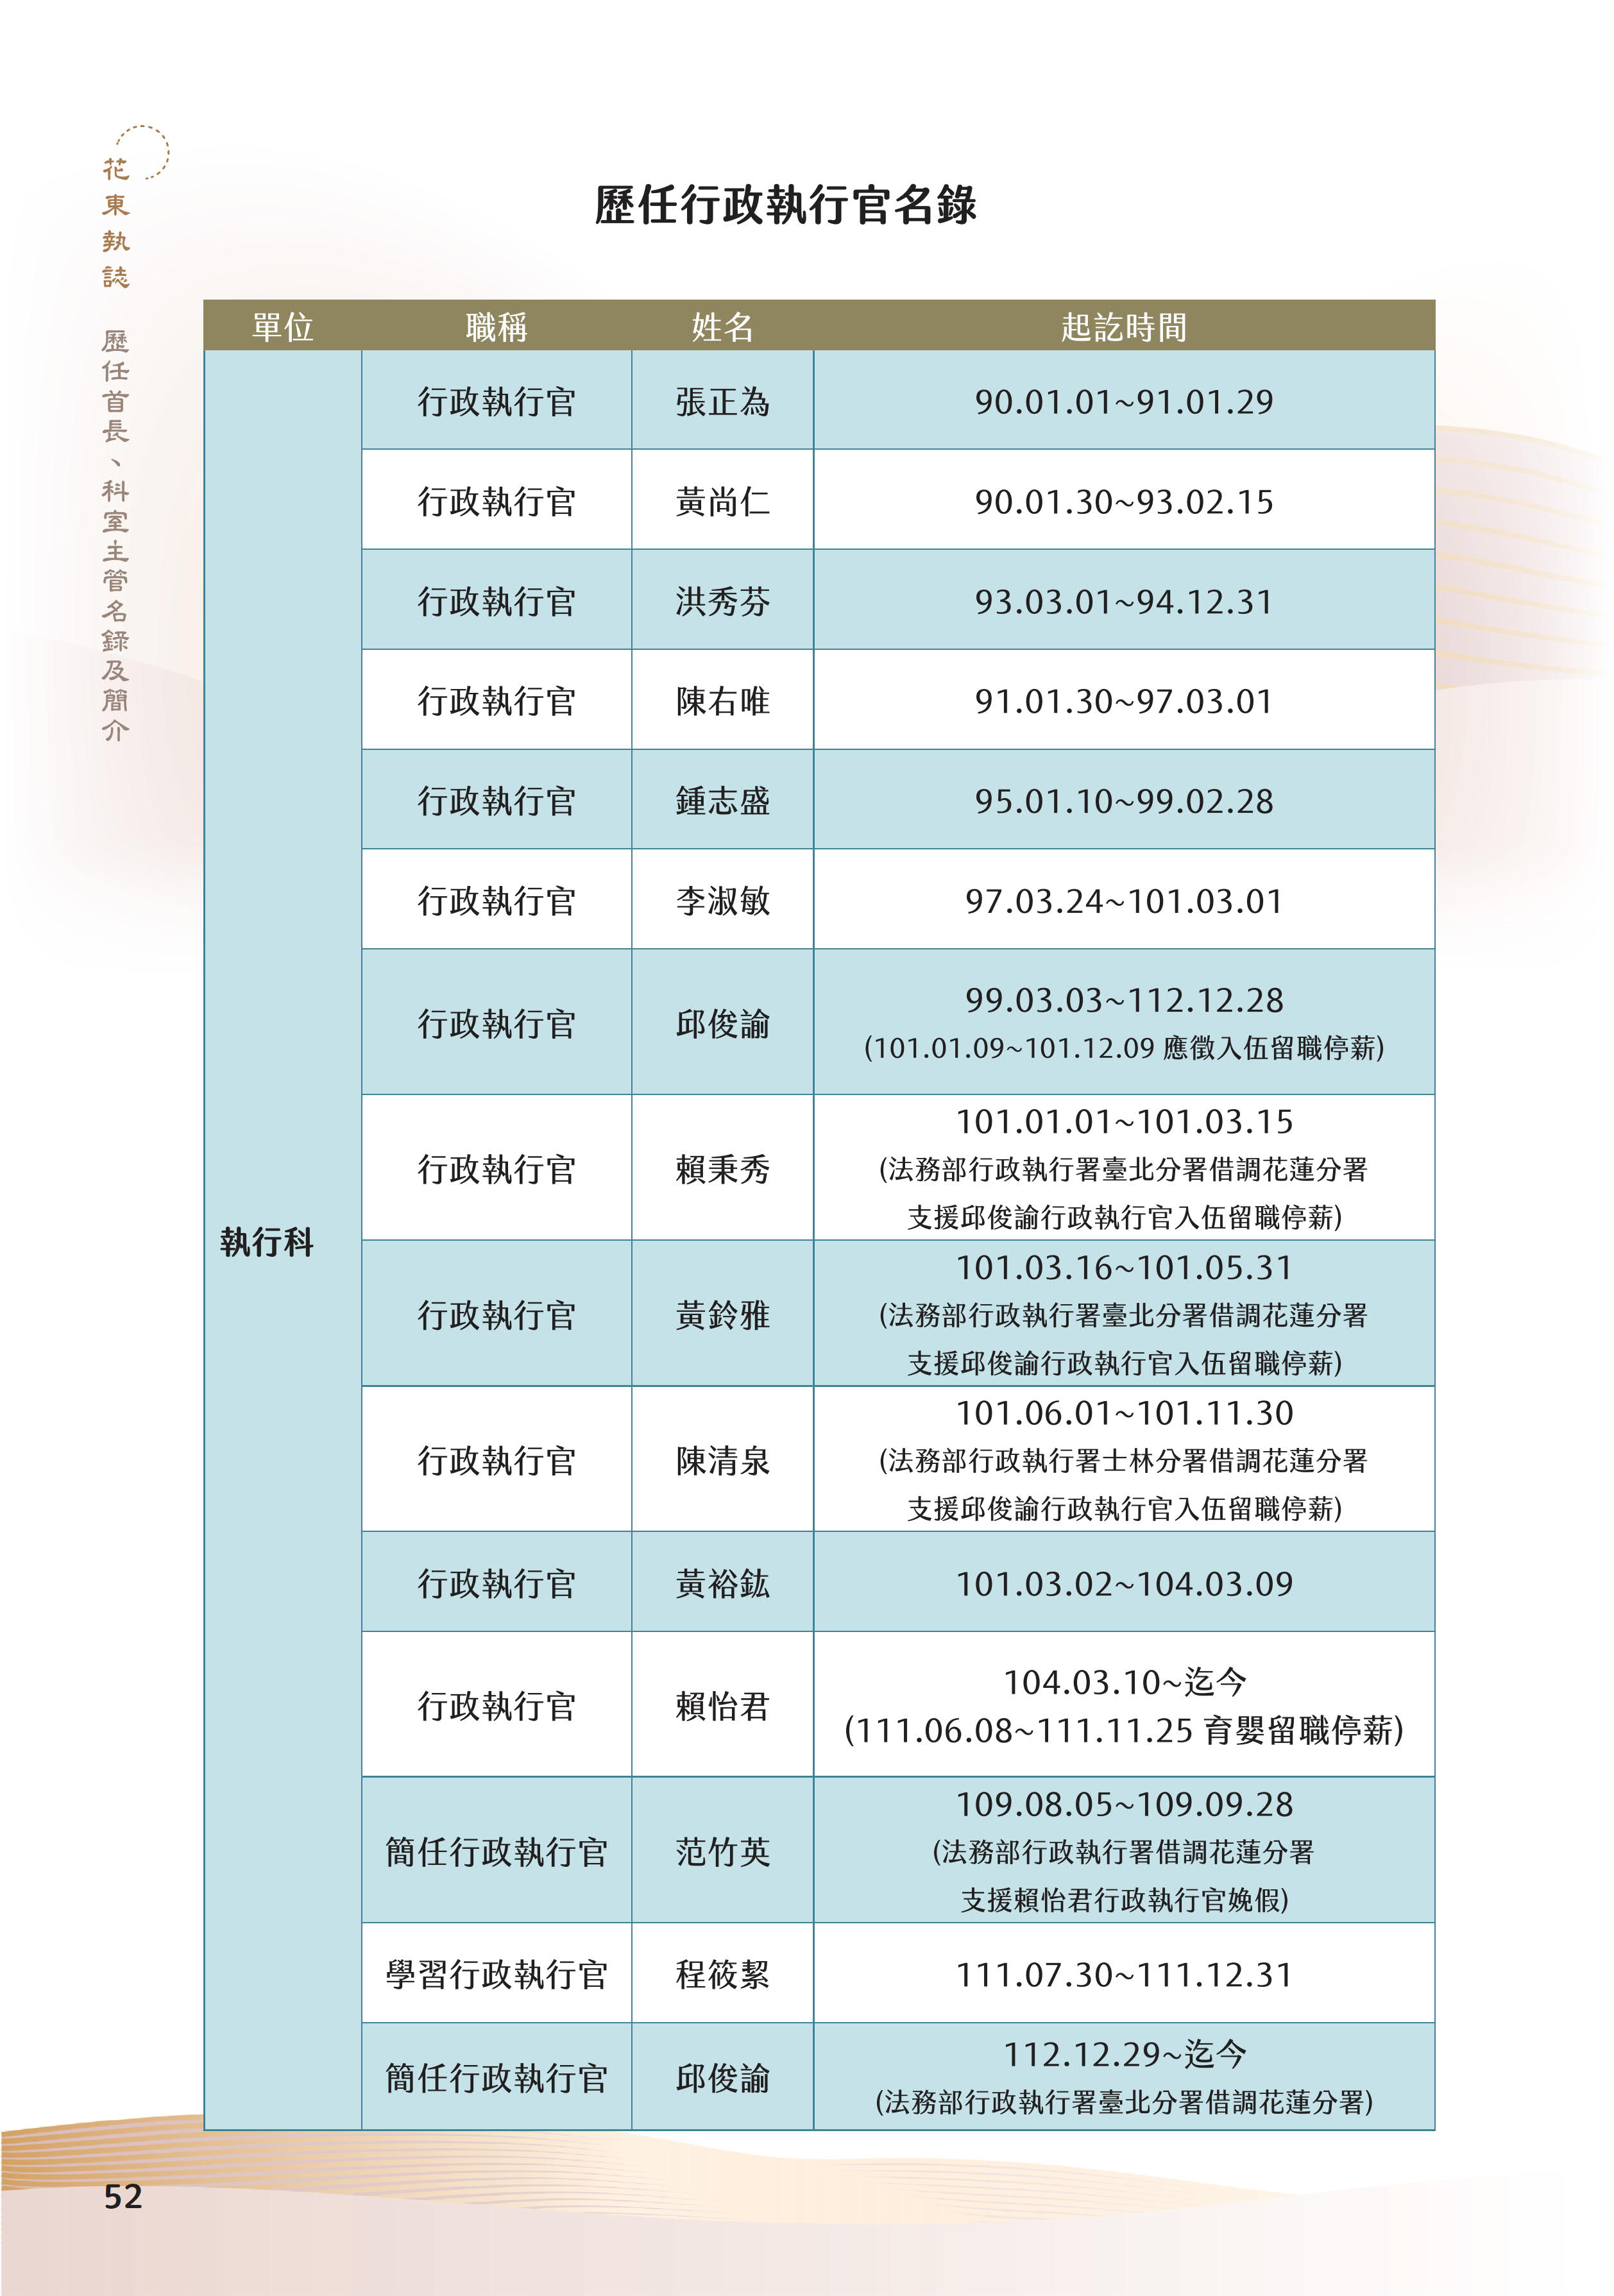 花東執誌
歷任首長、科室主管名錄及簡介
歷任行政執行官名錄
單位 職稱 姓名 起訖時間
執行科
行政執行官 張正為 90.01.01~91.01.29
行政執行官 黃尚仁 90.01.30~93.02.15
行政執行官 洪秀芬 93.03.01~94.12.31
行政執行官 陳右唯 91.01.30~97.03.01
行政執行官 鍾志盛 95.01.10~99.02.28
行政執行官 李淑敏 97.03.24~101.03.01
行政執行官 邱俊諭 99.03.03~112.12.28
(101.01.09~101.12.09 應徵入伍留職停薪)
行政執行官 賴秉秀 101.01.01~101.03.15
(法務部行政執行署臺北分署借調花蓮分署
支援邱俊諭行政執行官入伍留職停薪)
行政執行官 黃鈴雅 101.03.16~101.05.31
(法務部行政執行署臺北分署借調花蓮分署
支援邱俊諭行政執行官入伍留職停薪)
行政執行官 陳清泉 101.06.01~101.11.30
(法務部行政執行署士林分署借調花蓮分署
支援邱俊諭行政執行官入伍留職停薪)
行政執行官 黃裕鈜 101.03.02~104.03.09
行政執行官 賴怡君 104.03.10~迄今
(111.06.08~111.11.25 育嬰留職停薪)
簡任行政執行官 范竹英 109.08.05~109.09.28
(法務部行政執行署借調花蓮分署
支援賴怡君行政執行官娩假)
學習行政執行官 程筱絜 111.07.30~111.12.31
簡任行政執行官 邱俊諭 112.12.29~迄今
(法務部行政執行署臺北分署借調花蓮分署)
52